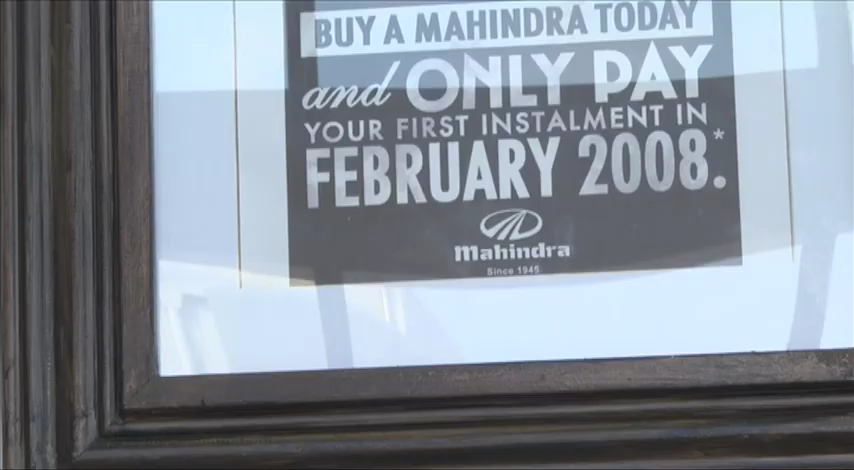 BUY A MAHINDRA TODAY
and ONLY PAY
YOUR FIRST INSTALMENT IN
FEBRUARY 2008.*
Mahindra
Since 1945